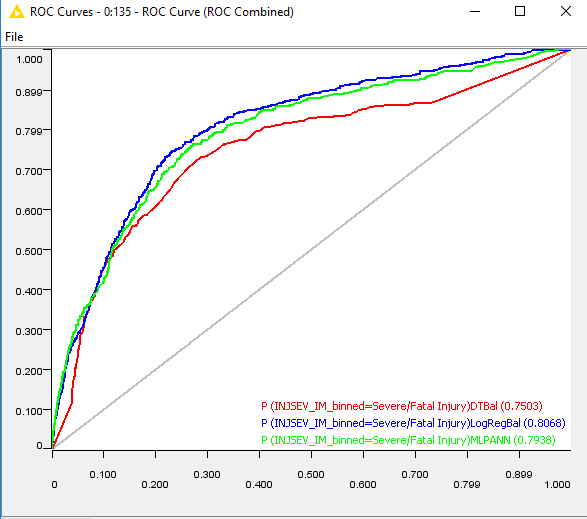 ROC Curves - 0:135 - ROC Curve (ROC Combined)
File
1.000
0.899
0.799
0.700
0.600
0.500
0.400
0.300
0.200
0.100
0
P (INJSEV_IM_binned=Severe/Fatal Injury)DTBal (0.7503)
P (INJSEV_IM_binned=Severe/Fatal Injury)LogRegBal (0.8068)
P (INJSEV_IM_binned=Severe/Fatal Injury)MLPANN (0.7938)
0 0.100 0.200 0.300 0.400 0.500 0.600 0.700 0.799 0.899 1.000